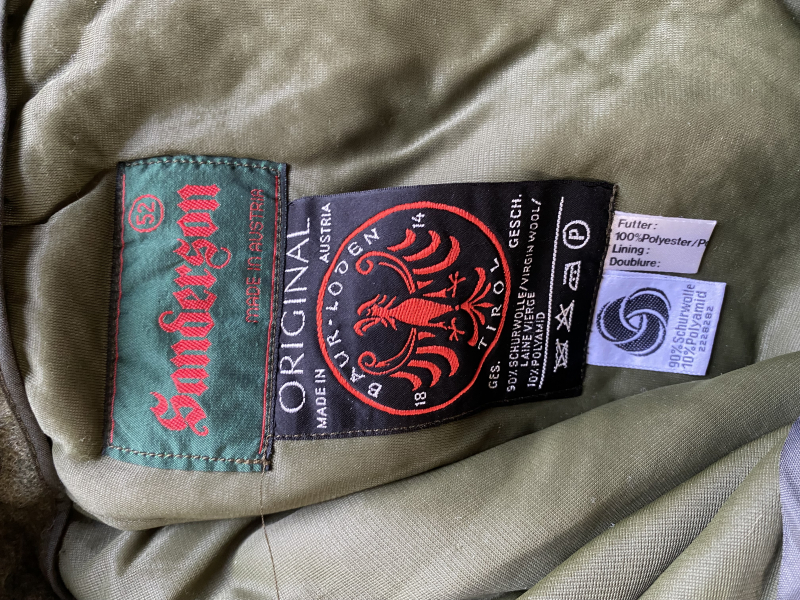 52
Sanderson
MADE IN AUSTRIA
ORIGINAL
MADE IN AUSTRIA
BAUR-LODEN
18 14
TIROL
GES. GESCH.
90% SCHURWOLLE/VIRGIN WOOL/
LAINE VIERGE
10% POLYAMID
P
Futter:
100%Polyester/
Lining:
Doublure:
90% Schurwolle
10% Polyamid
2228282